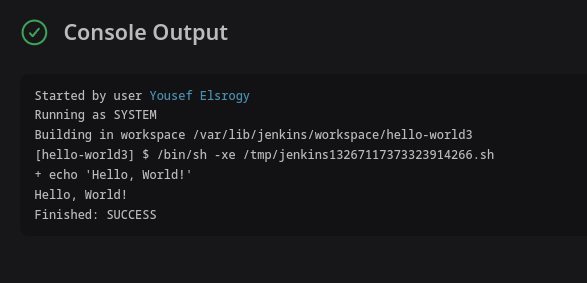 Console Output
Started by user Yousef Elsrogy
Running as SYSTEM
Building in workspace /var/lib/jenkins/workspace/hello-world3
[hello-world3] $ /bin/sh -xe /tmp/jenkins13267117373323914266.sh
+ echo 'Hello, World!'
Hello, World!
Finished: SUCCESS